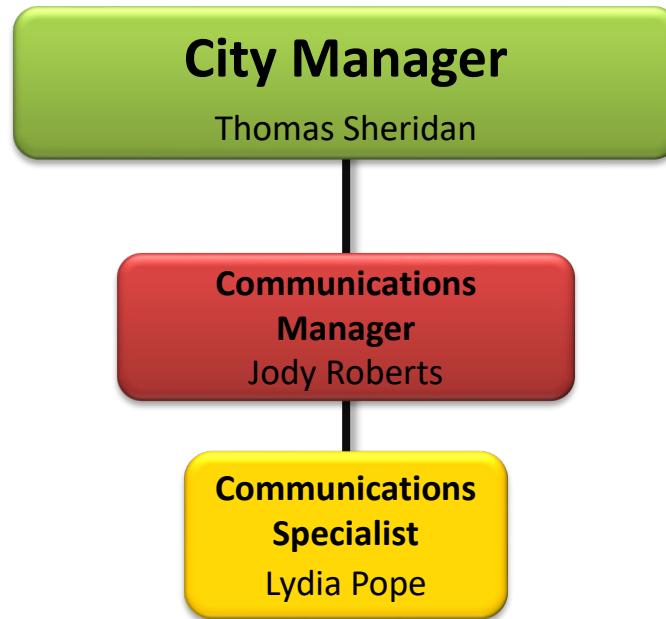 City Manager
Thomas Sheridan
Communications
Manager
Jody Roberts
Communications
Specialist
Lydia Pope